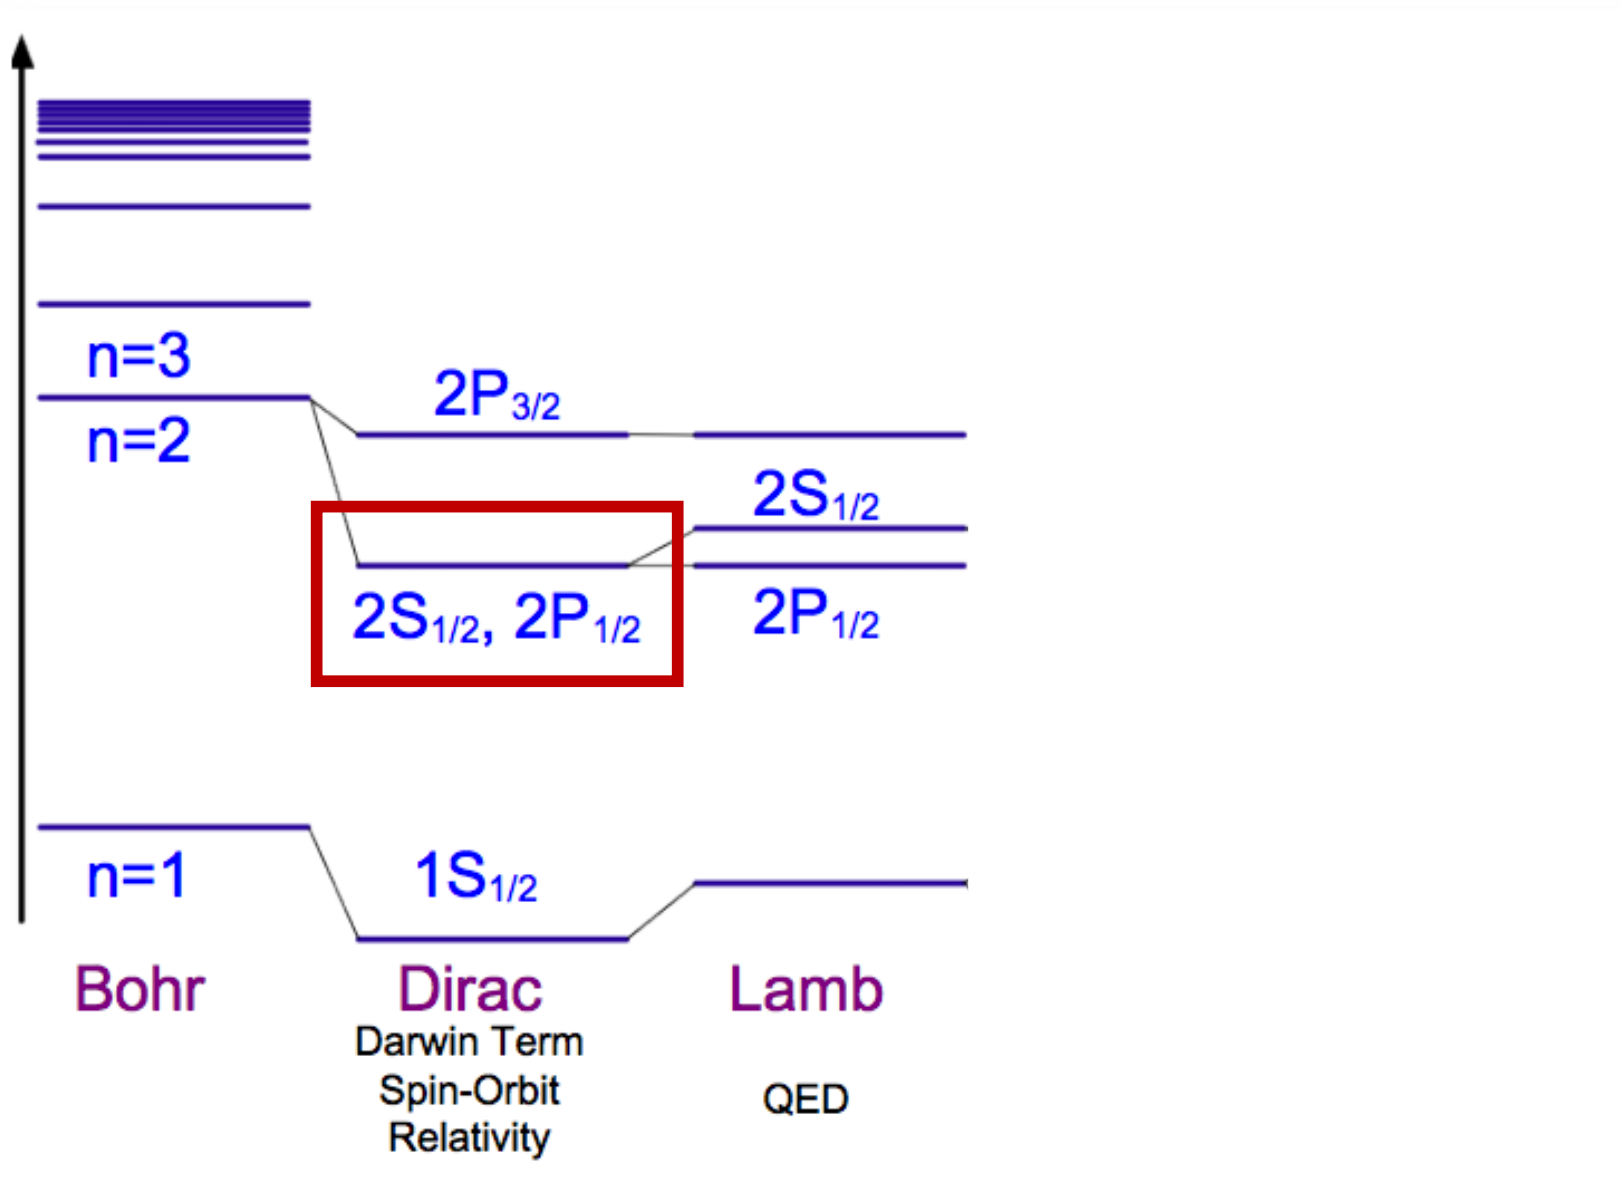 n=3
n=2
2P3/2
2S1/2
2S1/2, 2P1/2
2P1/2
n=1
1S1/2
Bohr
Dirac
Lamb
Darwin Term
Spin-Orbit
Relativity
QED